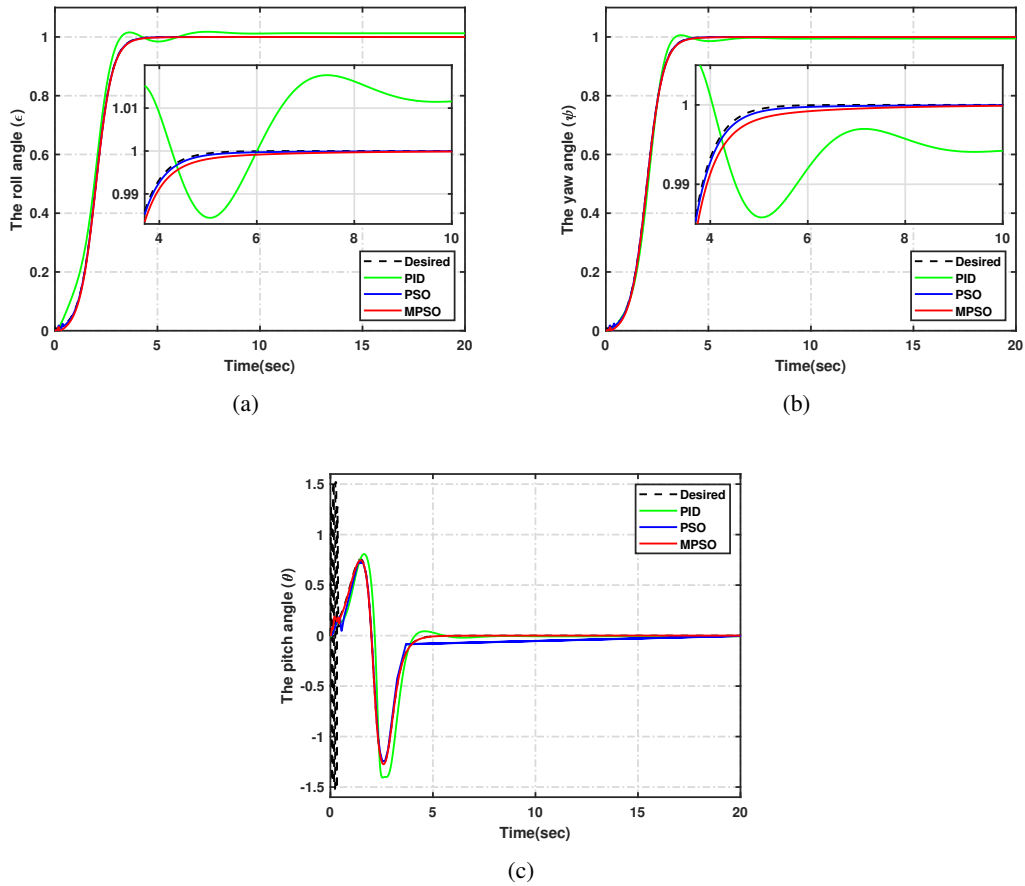 The roll angle (ϵ)
1
0.8
0.6
0.4
0.2
0
1.01
1
0.99
4 6 8 10
Desired
PID
PSO
MPSO
0 5 10 15 20
Time(sec)
(a)
The yaw angle (ψ)
1
0.8
0.6
0.4
0.2
0
1
0.99
4 6 8 10
Desired
PID
PSO
MPSO
0 5 10 15 20
Time(sec)
(b)
The pitch angle (θ)
1.5
1
0.5
0
-0.5
-1
-1.5
Desired
PID
PSO
MPSO
0 5 10 15 20
Time(sec)
(c)